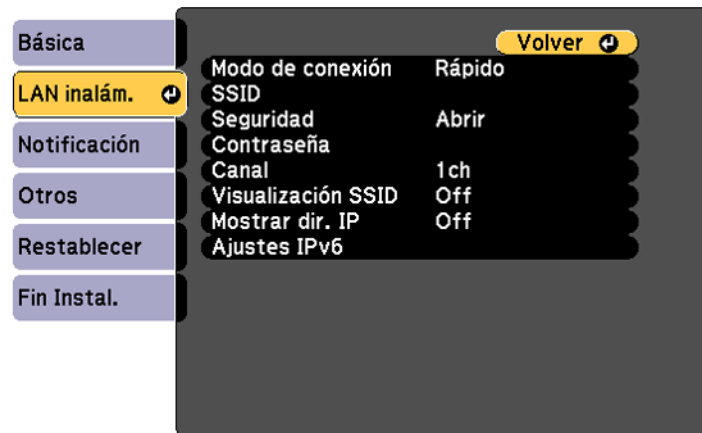 Básica
LAN inalám.
Notificación
Otros
Restablecer
Fin Instal.
Volver
Modo de conexión Rápido
SSID
Seguridad Abrir
Contraseña
Canal 1ch
Visualización SSID Off
Mostrar dir. IP Off
Ajustes IPv6